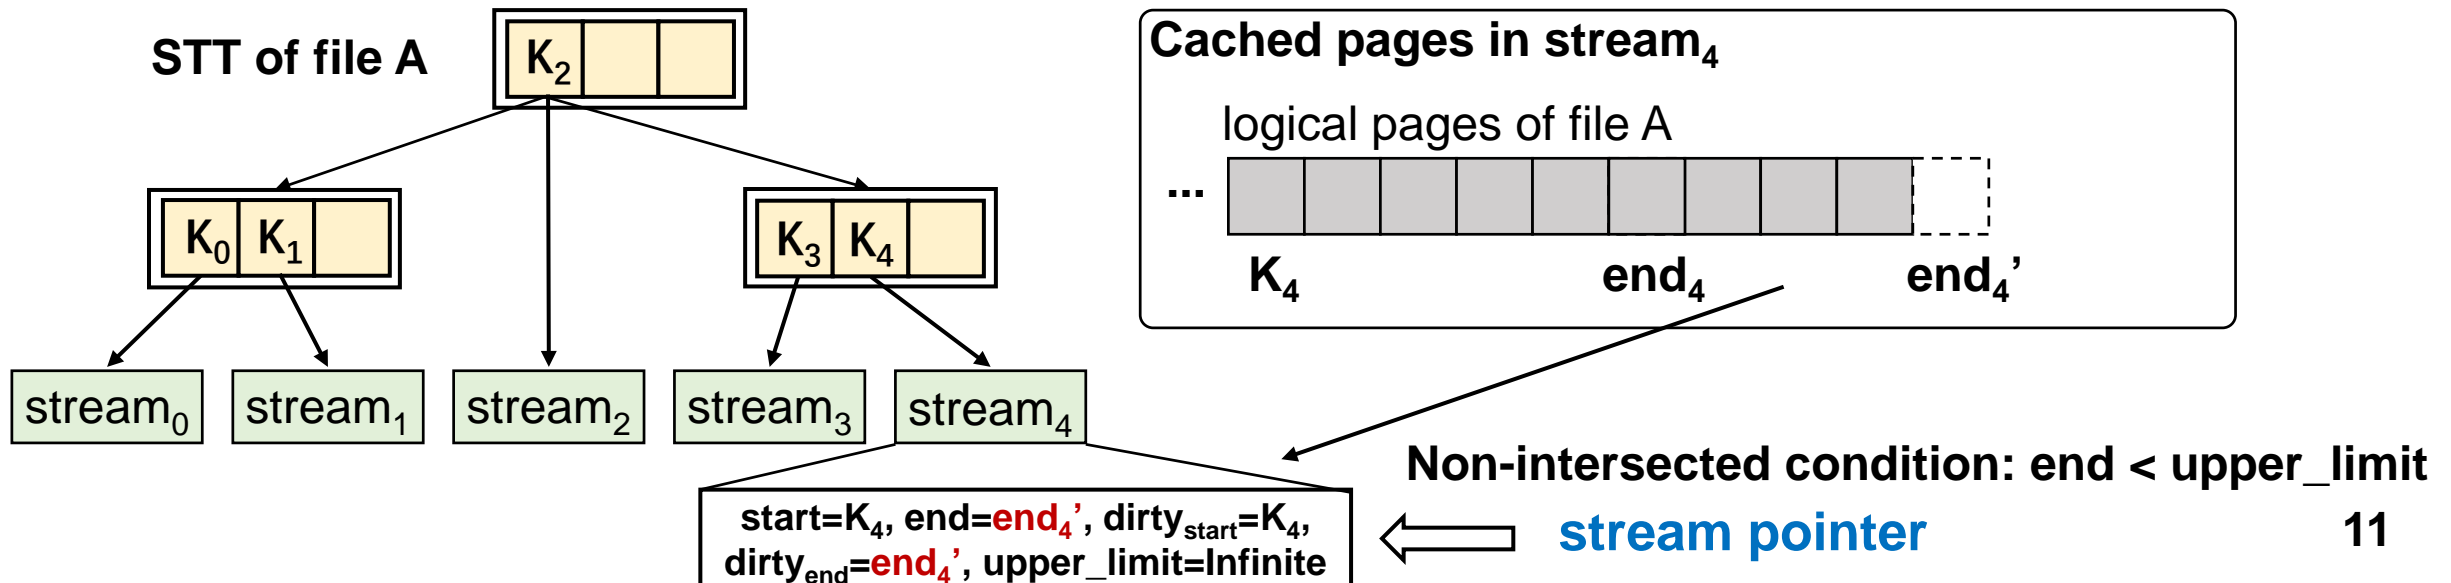 STT of file A
K₂
K₀ K₁
K₃ K₄
stream₀ stream₁ stream₂ stream₃ stream₄
Cached pages in stream₄
logical pages of file A
...
K₄ end₄ end₄’
start=K₄, end=end₄’, dirty_start=K₄,
dirty_end=end₄’, upper_limit=Infinite
Non-intersected condition: end < upper_limit
stream pointer
11